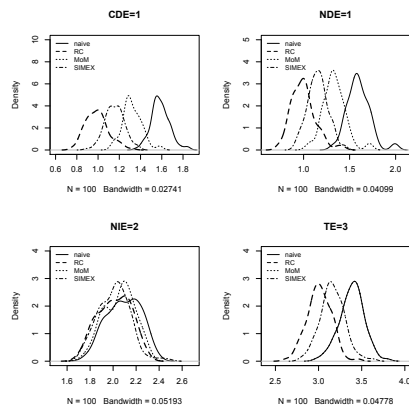 CDE=1
10
8
6
4
2
0
Density
naive
RC
MoM
SIMEX
0.6 0.8 1.0 1.2 1.4 1.6 1.8
N = 100 Bandwidth = 0.02741
NDE=1
5
4
3
2
1
0
Density
naive
RC
MoM
SIMEX
1.0 1.5 2.0
N = 100 Bandwidth = 0.04099
NIE=2
4
3
2
1
0
Density
naive
RC
MoM
SIMEX
1.6 1.8 2.0 2.2 2.4 2.6
N = 100 Bandwidth = 0.05193
TE=3
4
3
2
1
0
Density
naive
RC
MoM
SIMEX
2.5 3.0 3.5 4.0
N = 100 Bandwidth = 0.04778